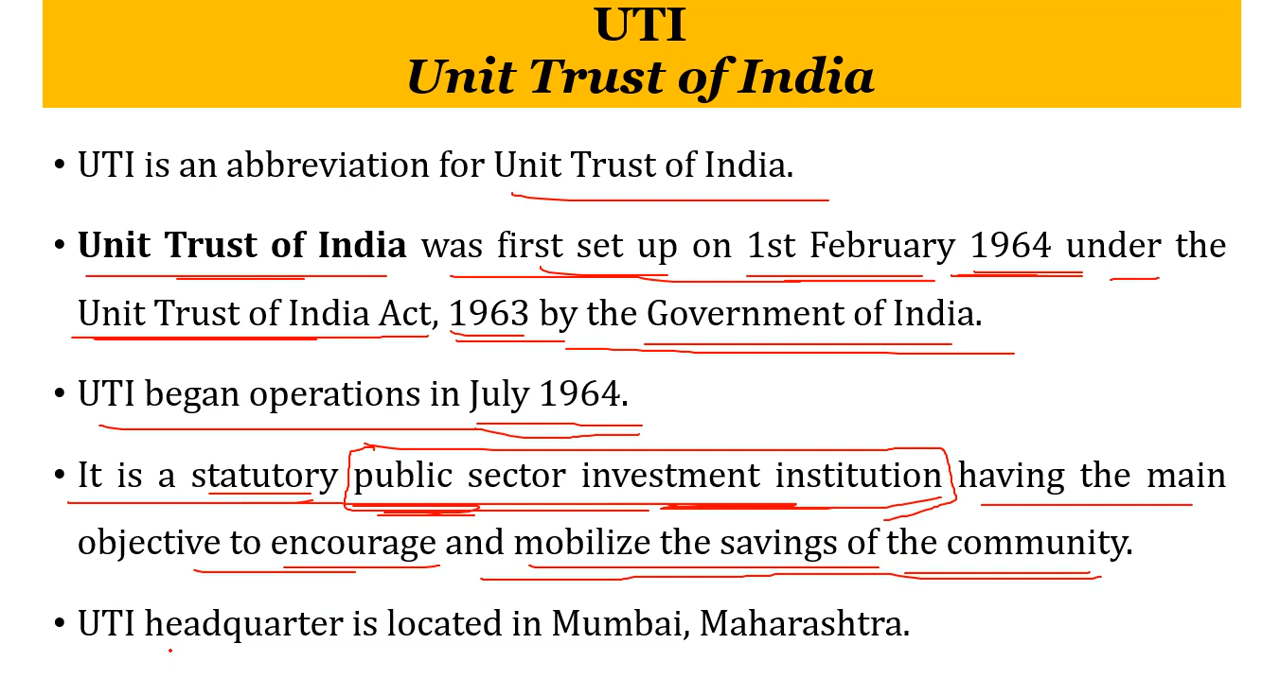 UTI
Unit Trust of India
• UTI is an abbreviation for Unit Trust of India.
• Unit Trust of India was first set up on 1st February 1964 under the
Unit Trust of India Act, 1963 by the Government of India.
• UTI began operations in July 1964.
• It is a statutory public sector investment institution having the main
objective to encourage and mobilize the savings of the community.
• UTI headquarter is located in Mumbai, Maharashtra.